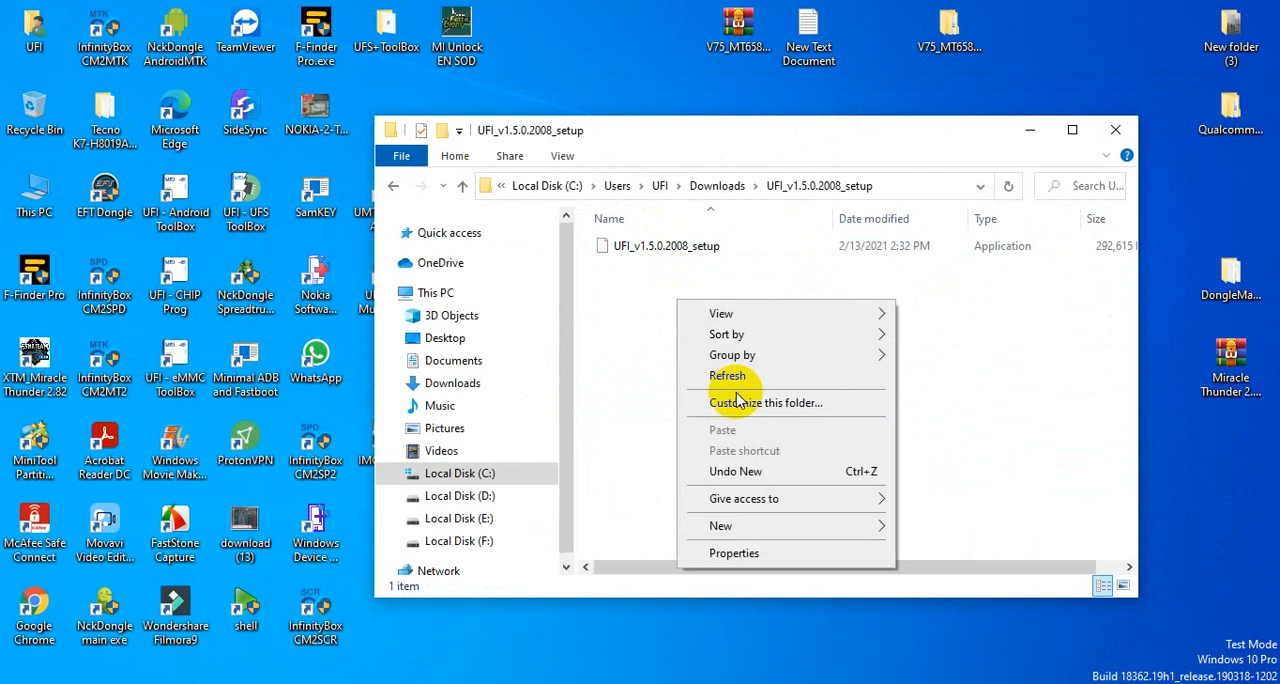 UFI
InfinityBox
CM2MTK
NckDongle
AndroidMTK
TeamViewer
F-Finder
Pro.exe
UFS+ToolBox
MI Unlock
EN SOD
V75_MT658...
New Text
Document
V75_MT658...
New folder
(3)
Recycle Bin
Tecno
K7-H8019A...
Microsoft
Edge
SideSync
NOKIA-2-T...
Qualcomm...
This PC
EFT Dongle
UFI - Android
ToolBox
UFI - UFS
ToolBox
SamKEY
F-Finder Pro
InfinityBox
CM2SPD
UFI - CHIP
Prog
NckDongle
Spreadtru...
Nokia
Softwa...
DongleMa...
XTM_Miracle
Thunder 2.82
InfinityBox
CM2MT2
UFI - eMMC
ToolBox
Minimal ADB
and Fastboot
WhatsApp
Miracle
Thunder 2....
MiniTool
Partiti...
Acrobat
Reader DC
Windows
Movie Mak...
ProtonVPN
InfinityBox
CM2SP2
McAfee Safe
Connect
Movavi
Video Edit...
FastStone
Capture
download
(13)
Windows
Device ...
Google
Chrome
NckDongle
main exe
Wondershare
Filmora9
shell
InfinityBox
CM2SCR
UFI_v1.5.0.2008_setup
File Home Share View
« Local Disk (C:) > Users > UFI > Downloads > UFI_v1.5.0.2008_setup
Search U...
Name Date modified Type Size
UFI_v1.5.0.2008_setup 2/13/2021 2:32 PM Application 292,615
Quick access
OneDrive
This PC
3D Objects
Desktop
Documents
Downloads
Music
Pictures
Videos
Local Disk (C:)
Local Disk (D:)
Local Disk (E:)
Local Disk (F:)
Network
1 item
View
Sort by
Group by
Refresh
Customize this folder...
Paste
Paste shortcut
Undo New Ctrl+Z
Give access to
New
Properties
Test Mode
Windows 10 Pro
Build 18362.19h1_release.190318-1202